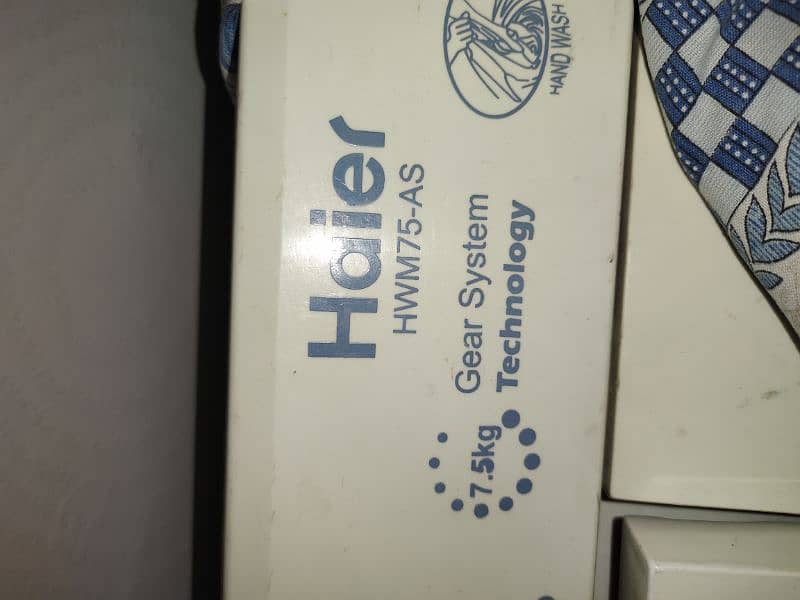 Haier
HWM75-AS
HAND WASH
7.5kg
Gear System
Technology